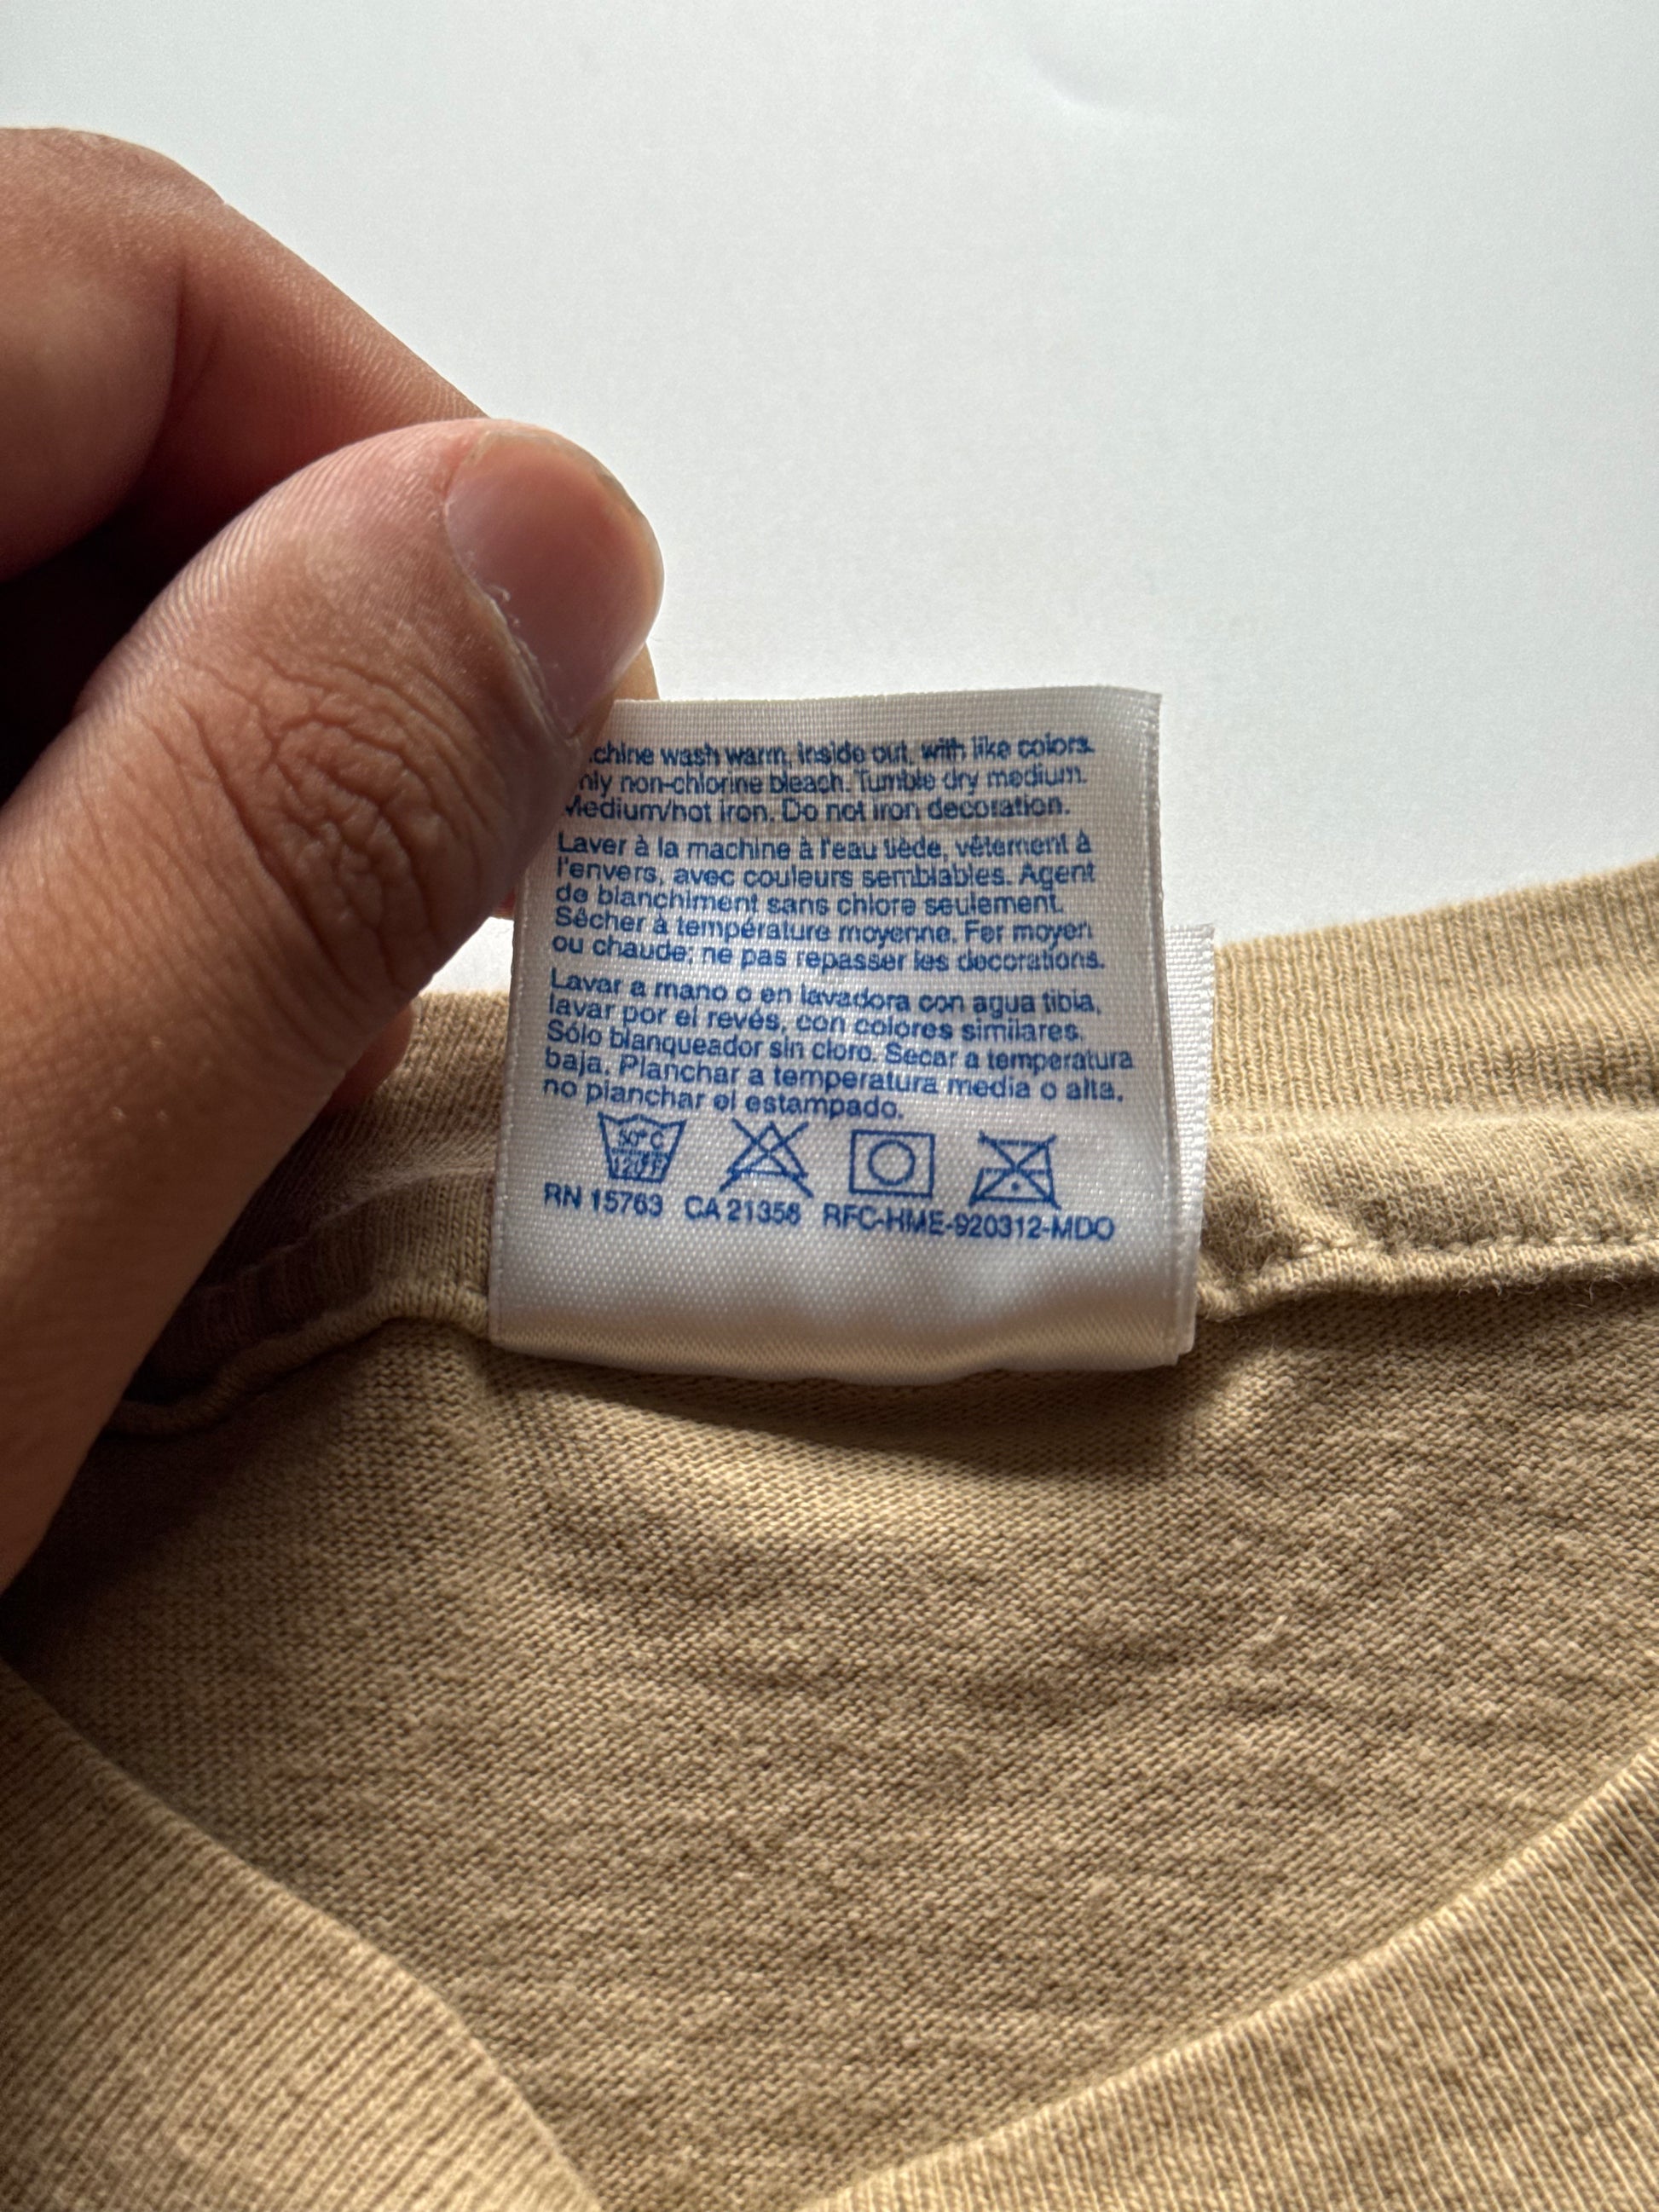 wash warm, inside out, with like colors.
non-chlorine bleach. Tumble dry medium.
Medium/hot iron. Do not iron decoration.
Laver à la machine à l'eau tiède, vêtement à
l'envers, avec couleurs semblables. Agent
de blanchiment sans chlore seulement.
Sécher à température moyenne. Fer moyen
ou chaude; ne pas repasser les decorations.
Lavar a mano o en lavadora con agua tibia,
lavar por el revés, con colores similares.
Sólo blanqueador sin cloro. Secar a temperatura
baja. Planchar a temperatura media o alta,
no planchar el estampado.
50° C
120° F
RN 15763 CA 21356 RFC-HME-920312-MDO